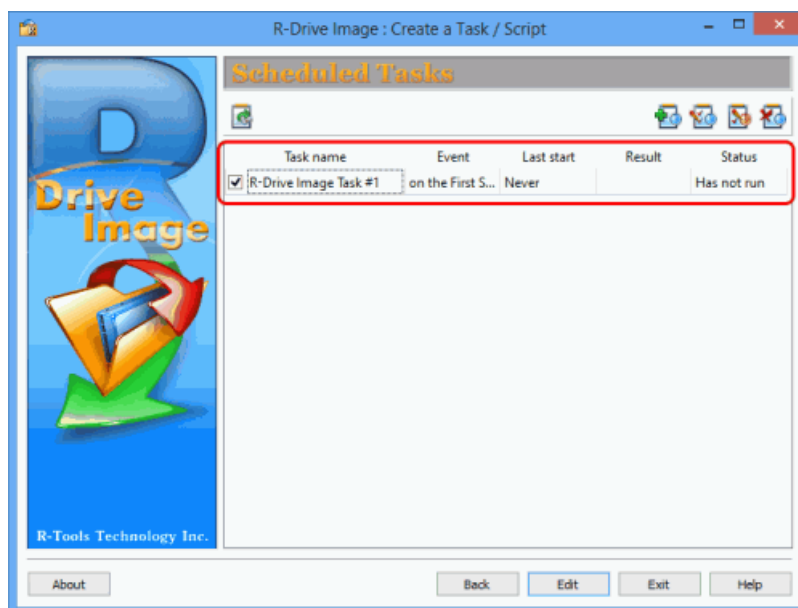 R-Drive Image : Create a Task / Script
Scheduled Tasks
Task name Event Last start Result Status
R-Drive Image Task #1 on the First S... Never Has not run
R
Drive
Image
R-Tools Technology Inc.
About Back Edit Exit Help